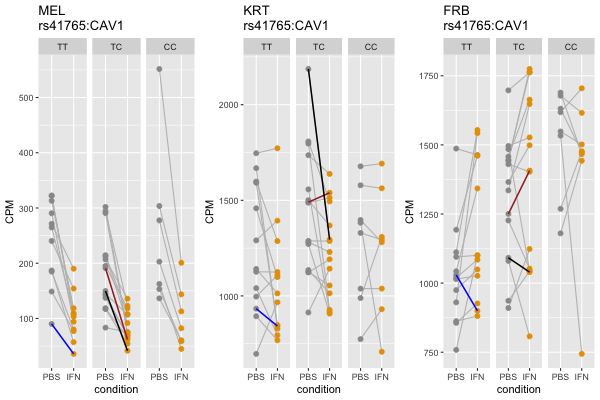 MEL
rs41765:CAV1
TT TC CC
500
400
300
200
100
CPM
PBS IFN PBS IFN PBS IFN
condition
KRT
rs41765:CAV1
TT TC CC
2000
1500
1000
CPM
PBS IFN PBS IFN PBS IFN
condition
FRB
rs41765:CAV1
TT TC CC
1750
1500
1250
1000
750
CPM
PBS IFN PBS IFN PBS IFN
condition